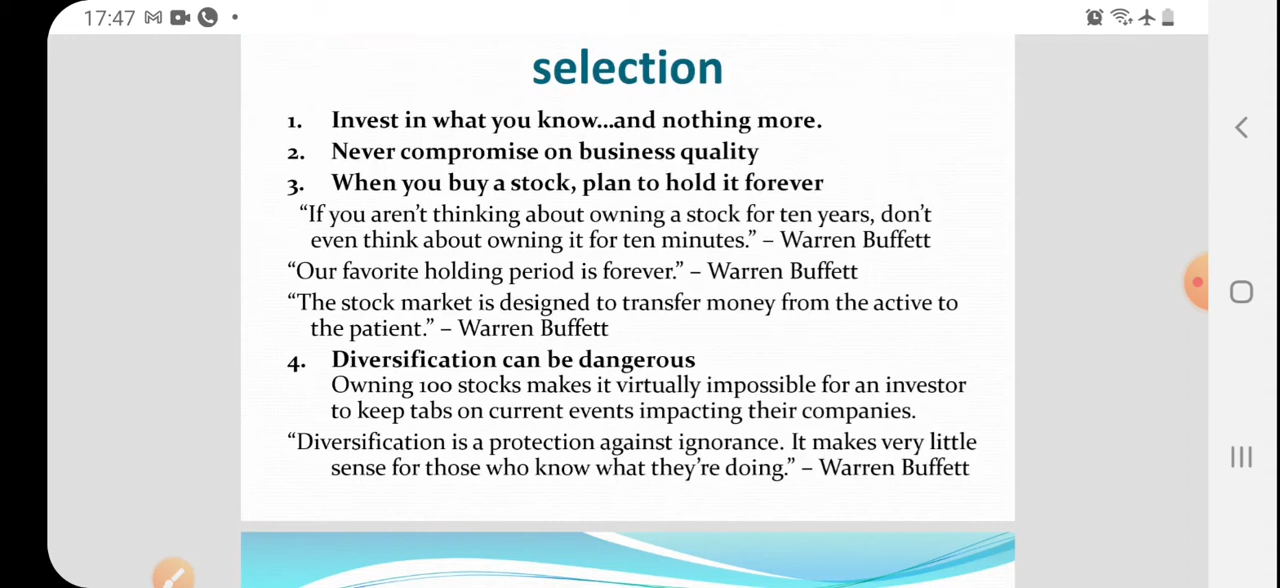 17:47
selection
1. Invest in what you know...and nothing more.
2. Never compromise on business quality
3. When you buy a stock, plan to hold it forever
“If you aren’t thinking about owning a stock for ten years, don’t
even think about owning it for ten minutes.” – Warren Buffett
“Our favorite holding period is forever.” – Warren Buffett
“The stock market is designed to transfer money from the active to
the patient.” – Warren Buffett
4. Diversification can be dangerous
Owning 100 stocks makes it virtually impossible for an investor
to keep tabs on current events impacting their companies.
“Diversification is a protection against ignorance. It makes very little
sense for those who know what they’re doing.” – Warren Buffett